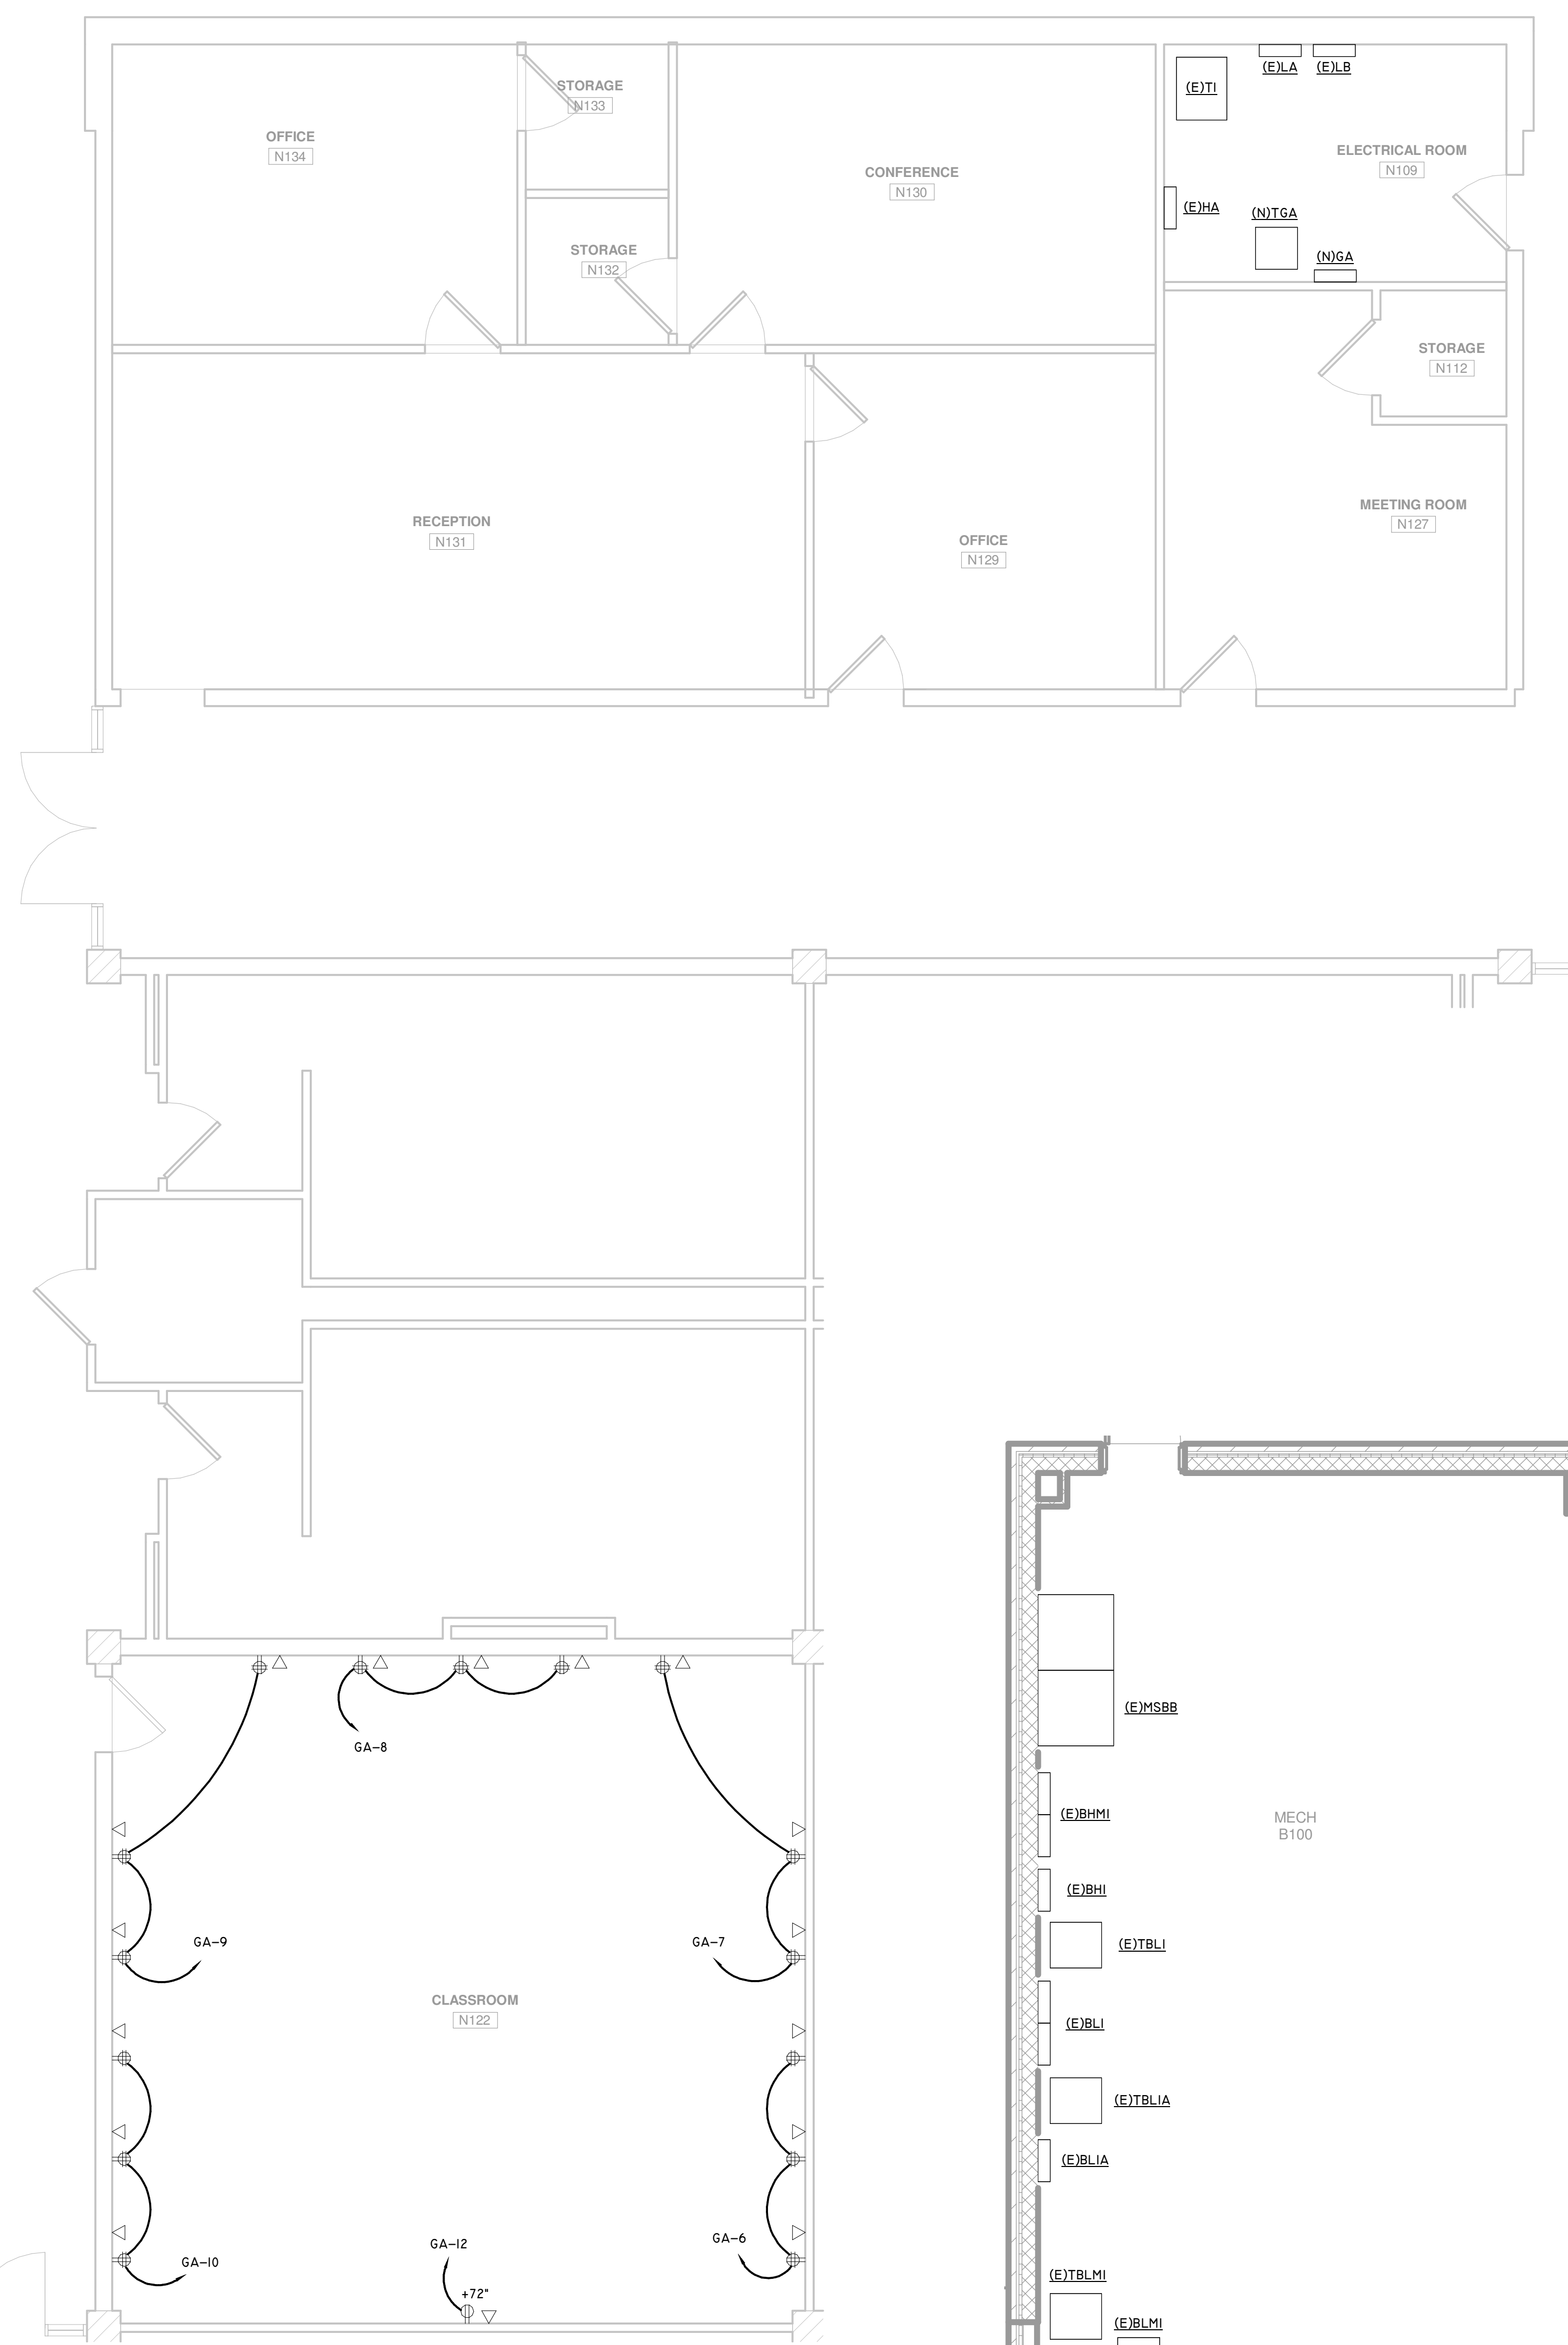 STORAGE
N133
OFFICE
N134
CONFERENCE
N130
(E)TI
(E)LA
(E)LB
ELECTRICAL ROOM
N109
(E)HA
(N)TGA
(N)GA
STORAGE
N132
STORAGE
N112
RECEPTION
N131
OFFICE
N129
MEETING ROOM
N127
(E)MSBB
GA-8
(E)BHMI
MECH
B100
(E)BHI
GA-9
GA-7
(E)TBLI
CLASSROOM
N122
(E)BLI
(E)TBLIA
(E)BLIA
GA-12
GA-6
GA-10
(E)TBLMI
+72"
(E)BLMI